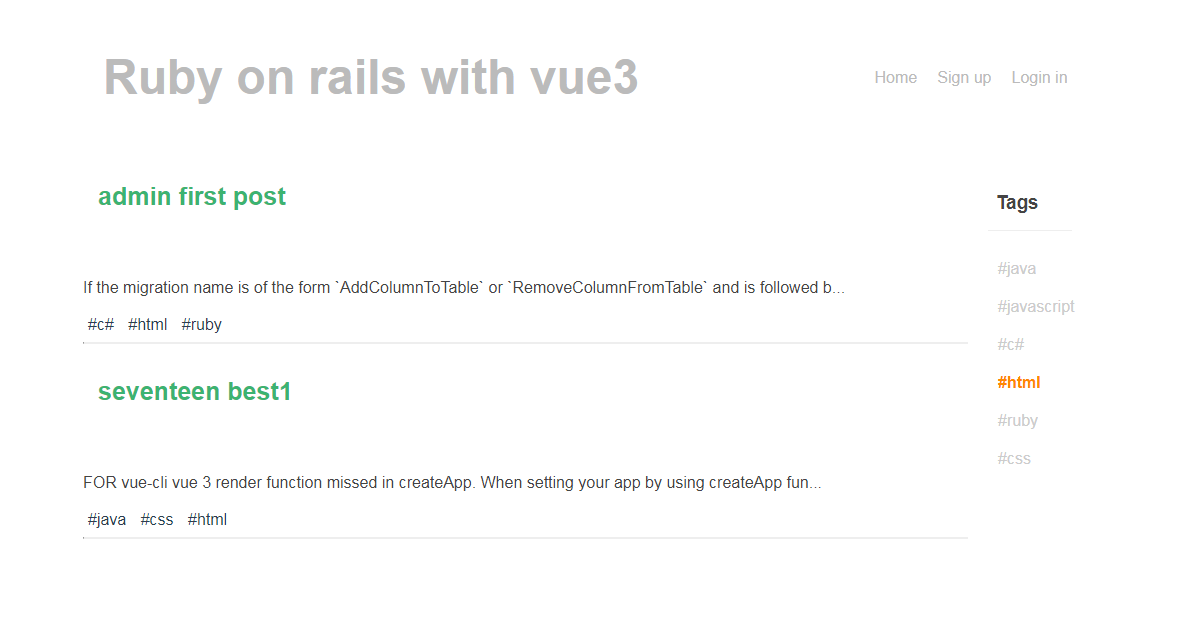 Ruby on rails with vue3
Home Sign up Login in
admin first post
If the migration name is of the form `AddColumnToTable` or `RemoveColumnFromTable` and is followed b...
#c# #html #ruby
seventeen best1
FOR vue-cli vue 3 render function missed in createApp. When setting your app by using createApp fun...
#java #css #html
Tags
#java
#javascript
#c#
#html
#ruby
#css